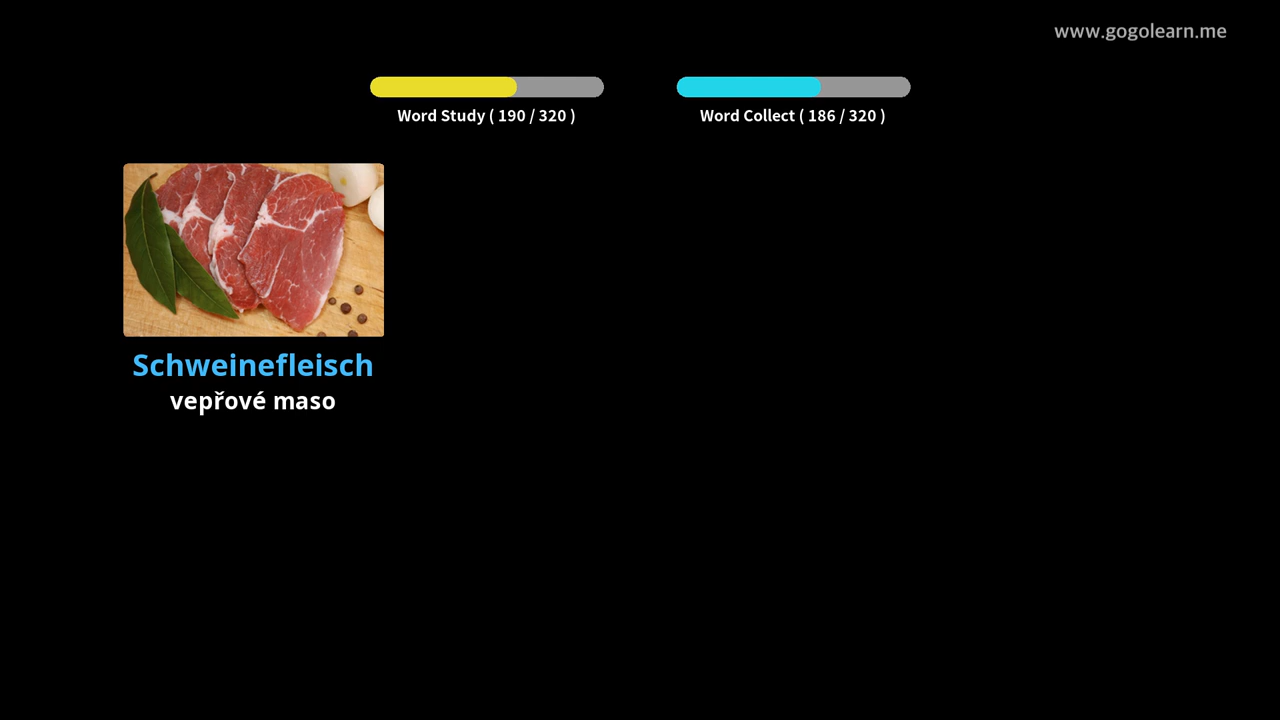 www.gogolearn.me
Word Study ( 190 / 320 )
Word Collect ( 186 / 320 )
Schweinefleisch
vepřové maso